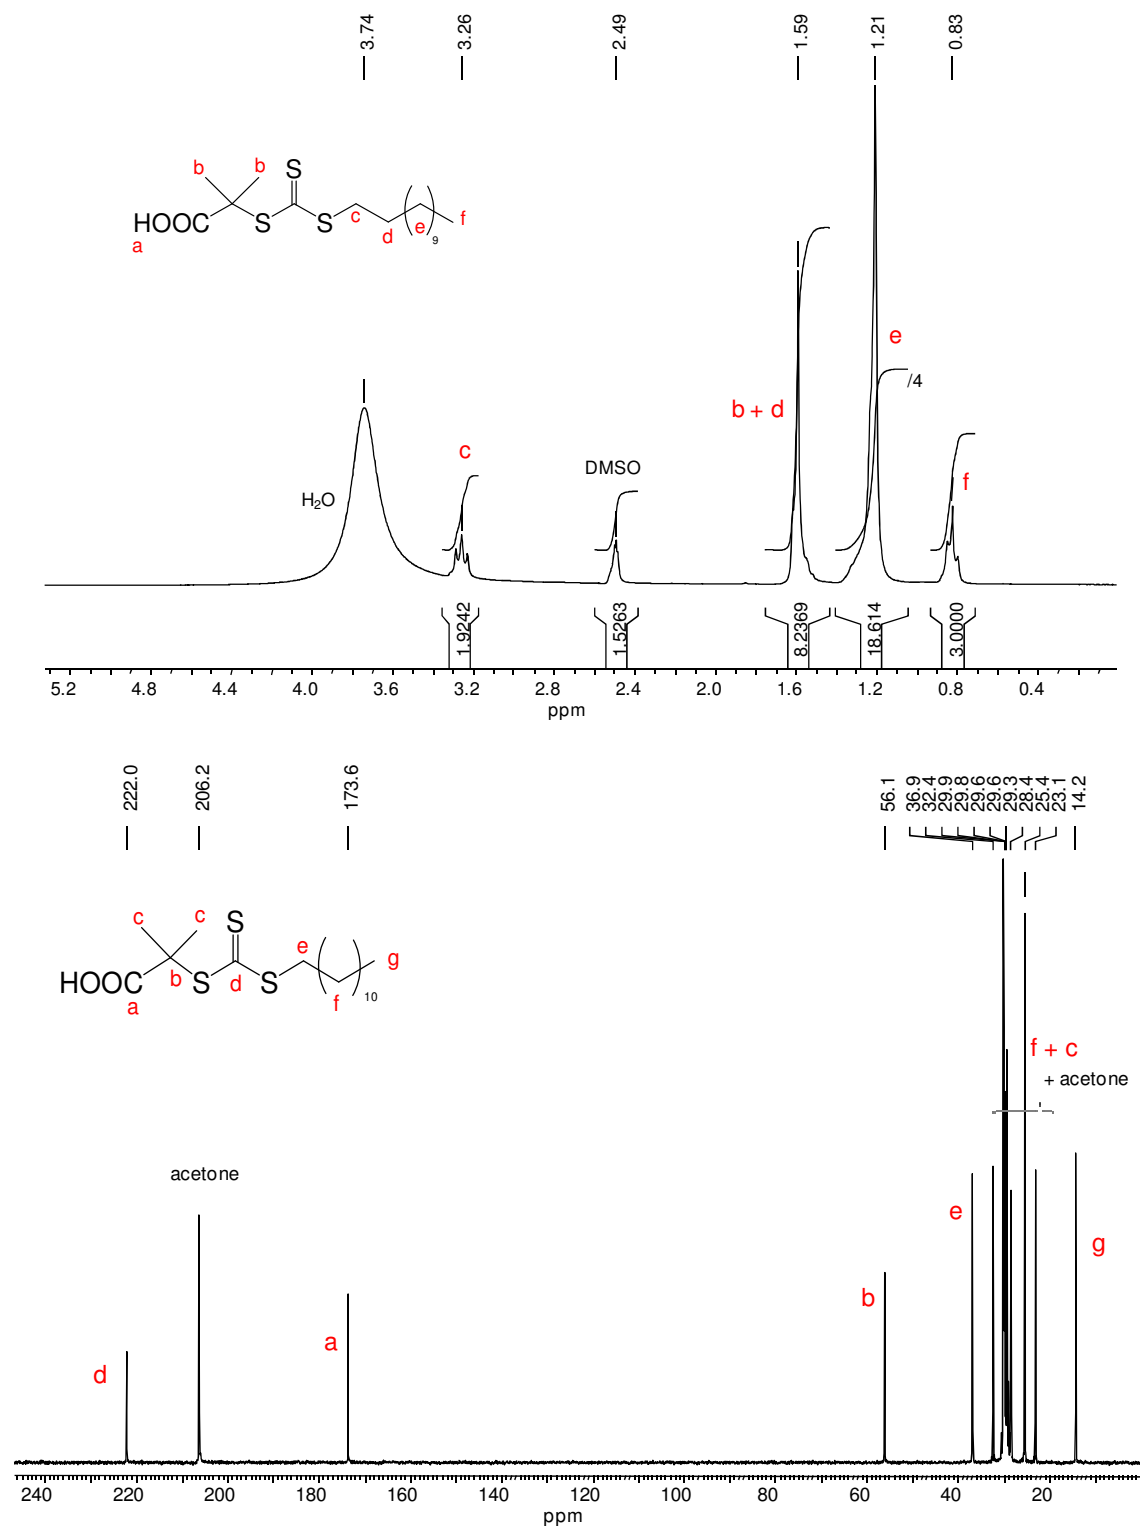 3.74 3.26 2.49 1.59 1.21 0.83
b b S
HOOC S S c ( ) f
a d e 9
e
/4
b + d
c DMSO f
H2O
1.9242 1.5263 8.2369 18.614 3.0000
5.2 4.8 4.4 4.0 3.6 3.2 2.8 2.4 2.0 1.6 1.2 0.8 0.4
ppm
222.0 206.2 173.6 56.1 36.9 32.4 29.9 29.8 29.6 29.6 29.3 28.4 25.4 23.1 14.2
c c S
e ( ) g
HOOC b S d S 10
a f
f + c
+ acetone
acetone
e
g
b
a
d
240 220 200 180 160 140 120 100 80 60 40 20
ppm